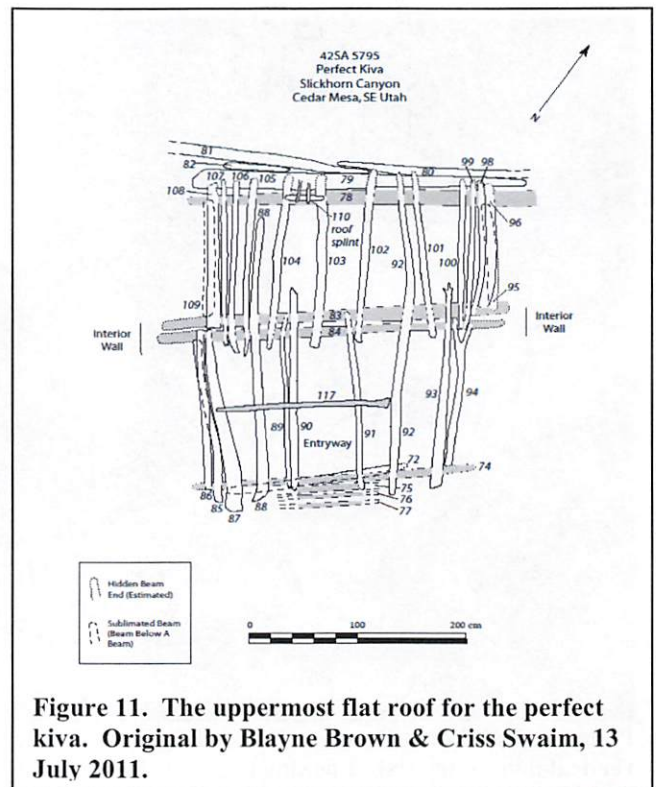 42SA 5795
Perfect Kiva
Slickhorn Canyon
Cedar Mesa, SE Utah
N
81
82
107
106
105
79
80
99
98
108
88
78
110
roof
splint
96
104
103
102
92
101
100
95
109
83
84
Interior
Wall
Interior
Wall
117
93
94
89
90
91
92
Entryway
72
74
86
85
87
88
75
76
77
Hidden Beam
End (Estimated)
Sublimated Beam
(Beam Below A
Beam)
0
100
200 cm
Figure 11. The uppermost flat roof for the perfect
kiva. Original by Blayne Brown & Criss Swaim, 13
July 2011.